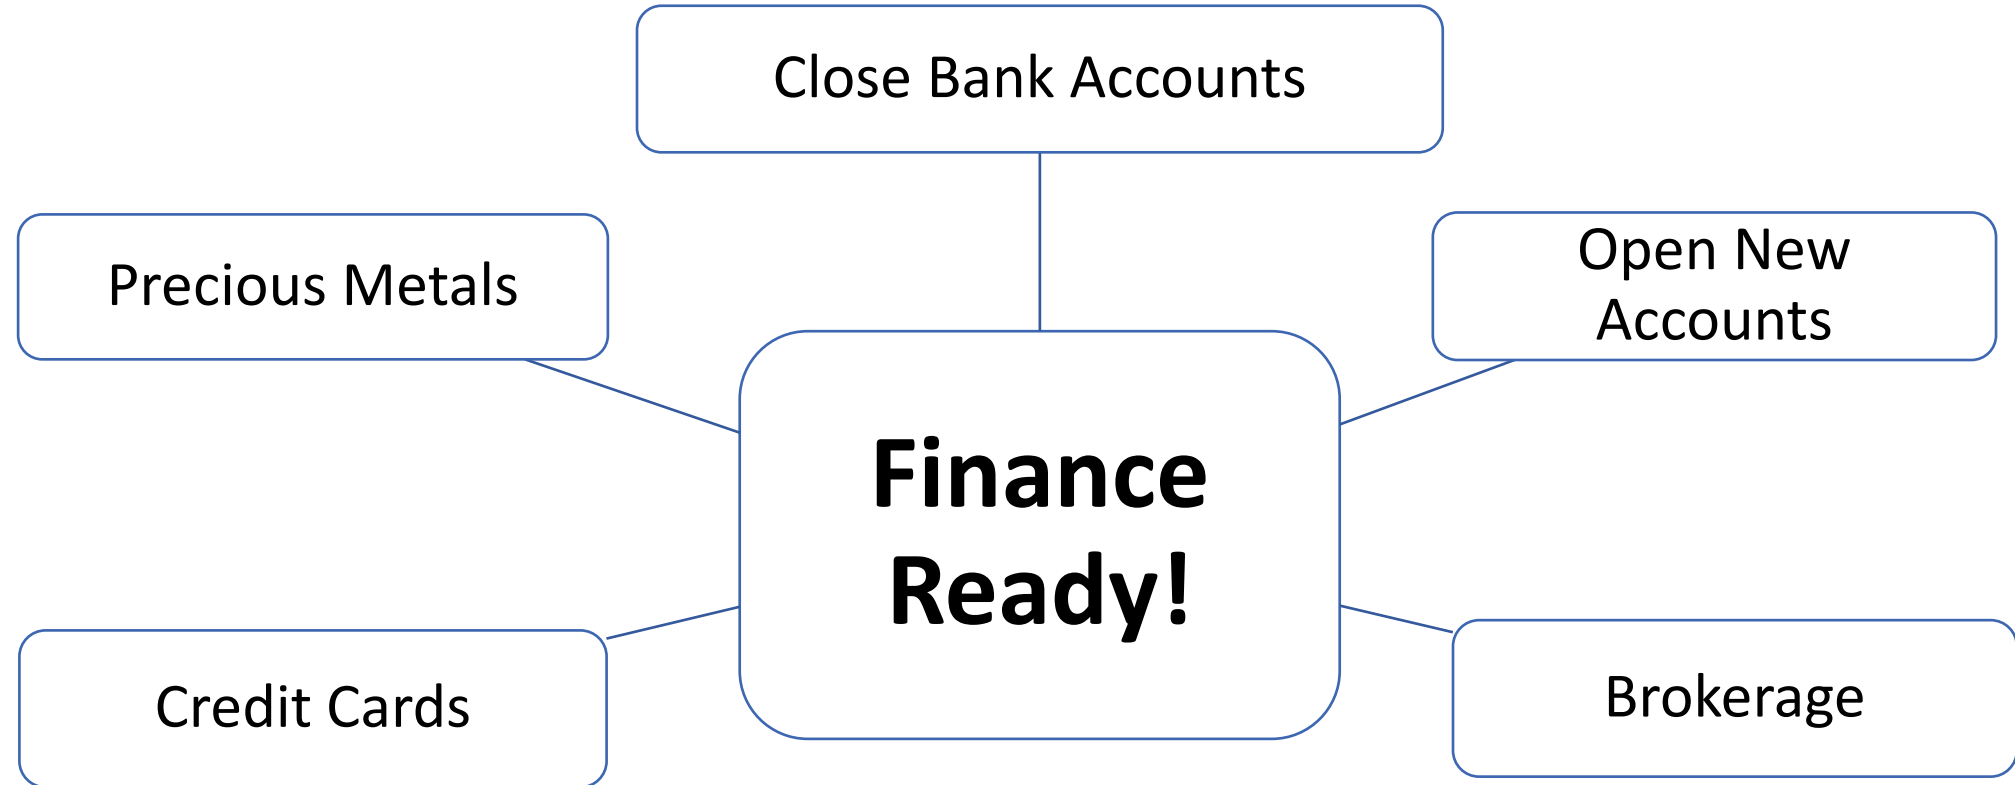 Close Bank Accounts
Precious Metals
Open New
Accounts
Finance
Ready!
Credit Cards
Brokerage